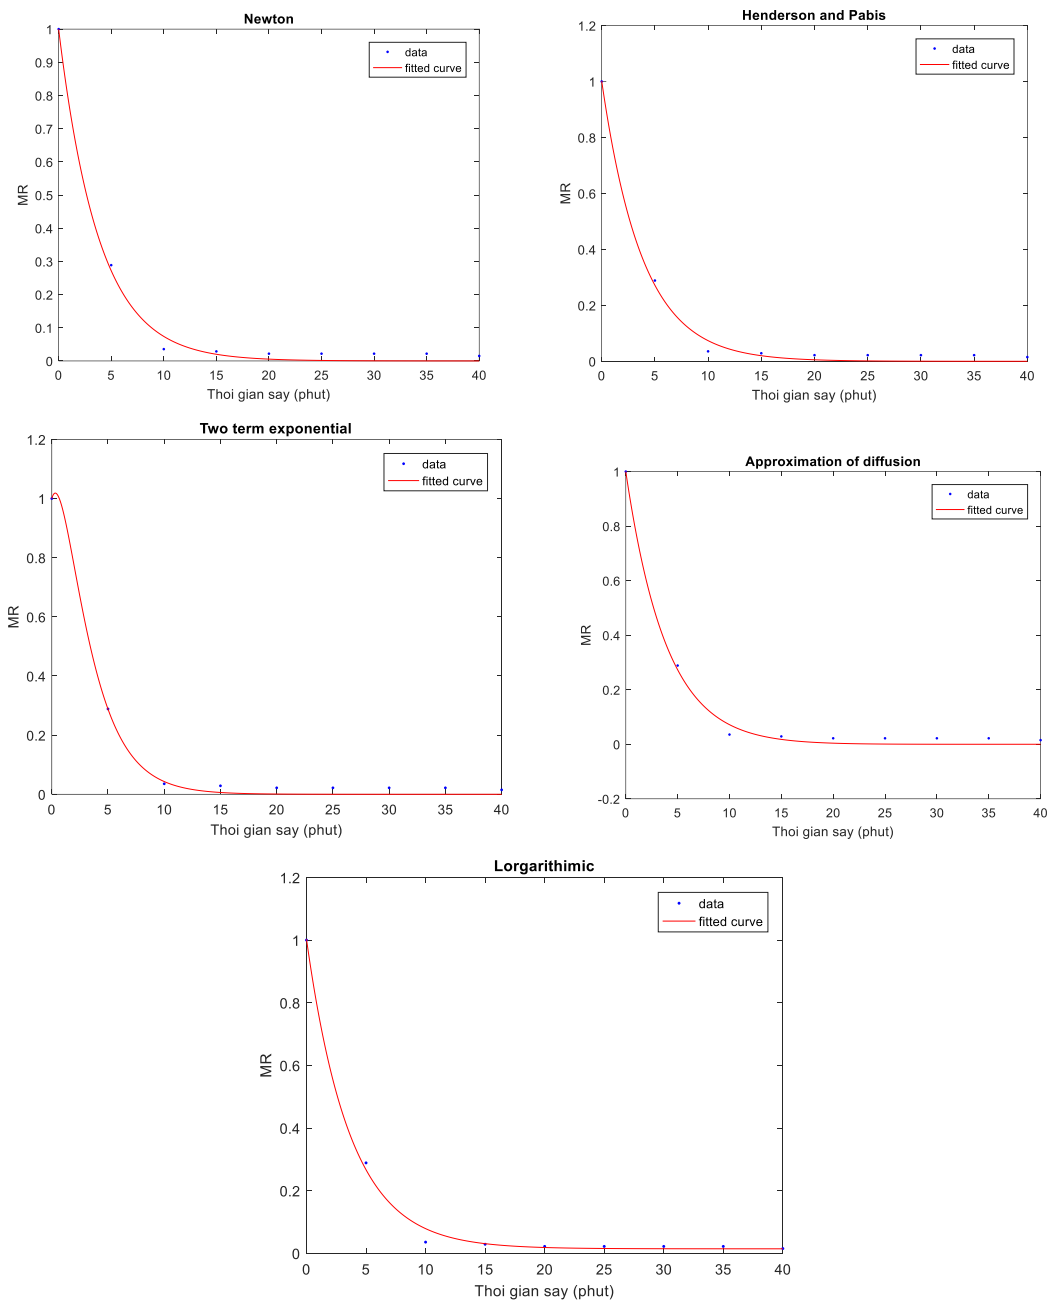 Newton
data
fitted curve
1
0.9
0.8
0.7
0.6
0.5
0.4
0.3
0.2
0.1
0
MR
0 5 10 15 20 25 30 35 40
Thoi gian say (phut)
Henderson and Pabis
data
fitted curve
1.2
1
0.8
0.6
0.4
0.2
0
MR
0 5 10 15 20 25 30 35 40
Thoi gian say (phut)
Two term exponential
data
fitted curve
1.2
1
0.8
0.6
0.4
0.2
0
MR
0 5 10 15 20 25 30 35 40
Thoi gian say (phut)
Approximation of diffusion
data
fitted curve
1
0.8
0.6
0.4
0.2
0
-0.2
MR
0 5 10 15 20 25 30 35 40
Thoi gian say (phut)
Lorgarithimic
data
fitted curve
1.2
1
0.8
0.6
0.4
0.2
0
MR
0 5 10 15 20 25 30 35 40
Thoi gian say (phut)